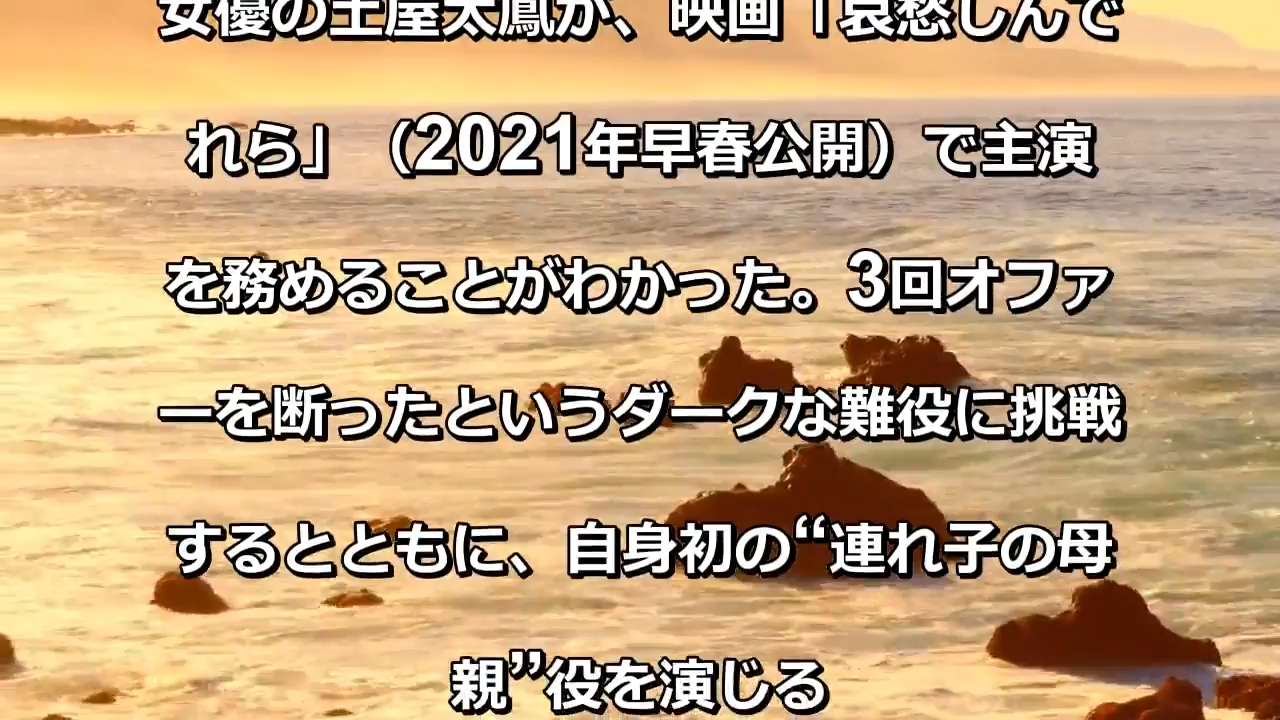 女優の土屋太鳳が、映画「哀愁しんで
れら」（2021年早春公開）で主演
を務めることがわかった。3回オファ
ーを断ったというダークな難役に挑戦
するとともに、自身初の“連れ子の母
親”役を演じる